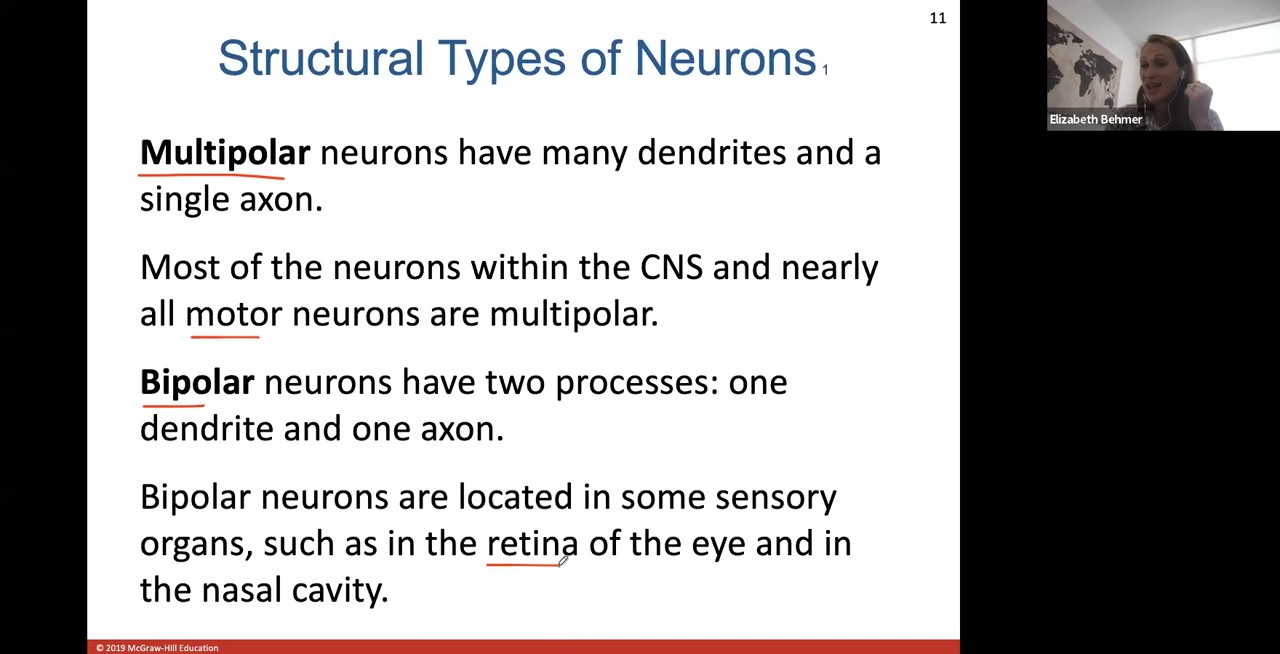 11
Structural Types of Neurons 1
Elizabeth Behmer
Multipolar neurons have many dendrites and a
single axon.
Most of the neurons within the CNS and nearly
all motor neurons are multipolar.
Bipolar neurons have two processes: one
dendrite and one axon.
Bipolar neurons are located in some sensory
organs, such as in the retina of the eye and in
the nasal cavity.
© 2019 McGraw-Hill Education